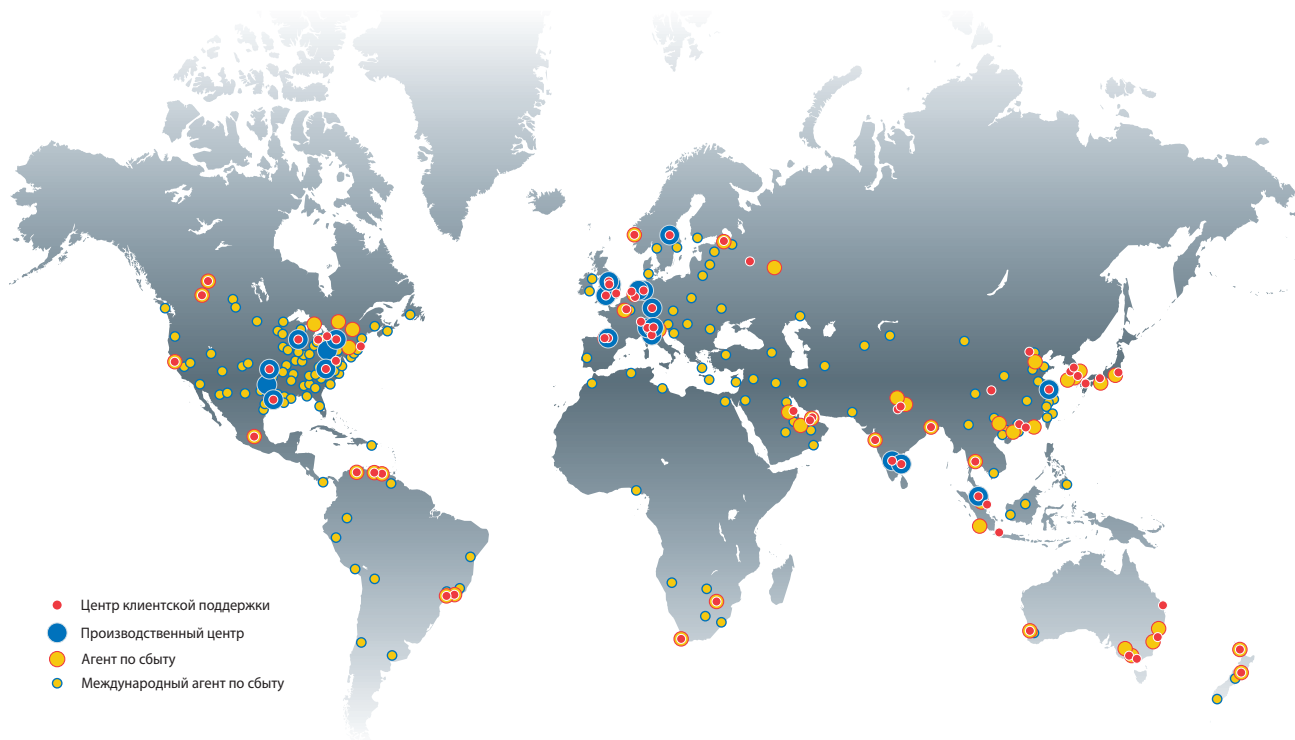 Центр клиентской поддержки
Производственный центр
Агент по сбыту
Международный агент по сбыту